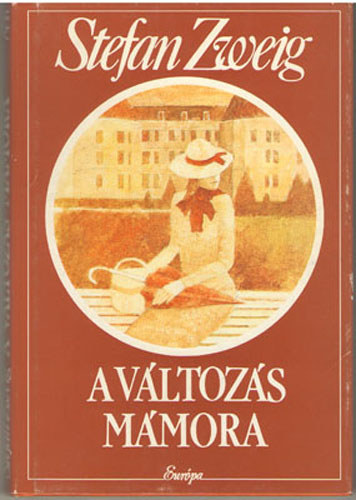 Stefan Zweig
A VÁLTOZÁS
MÁMORA
Európa